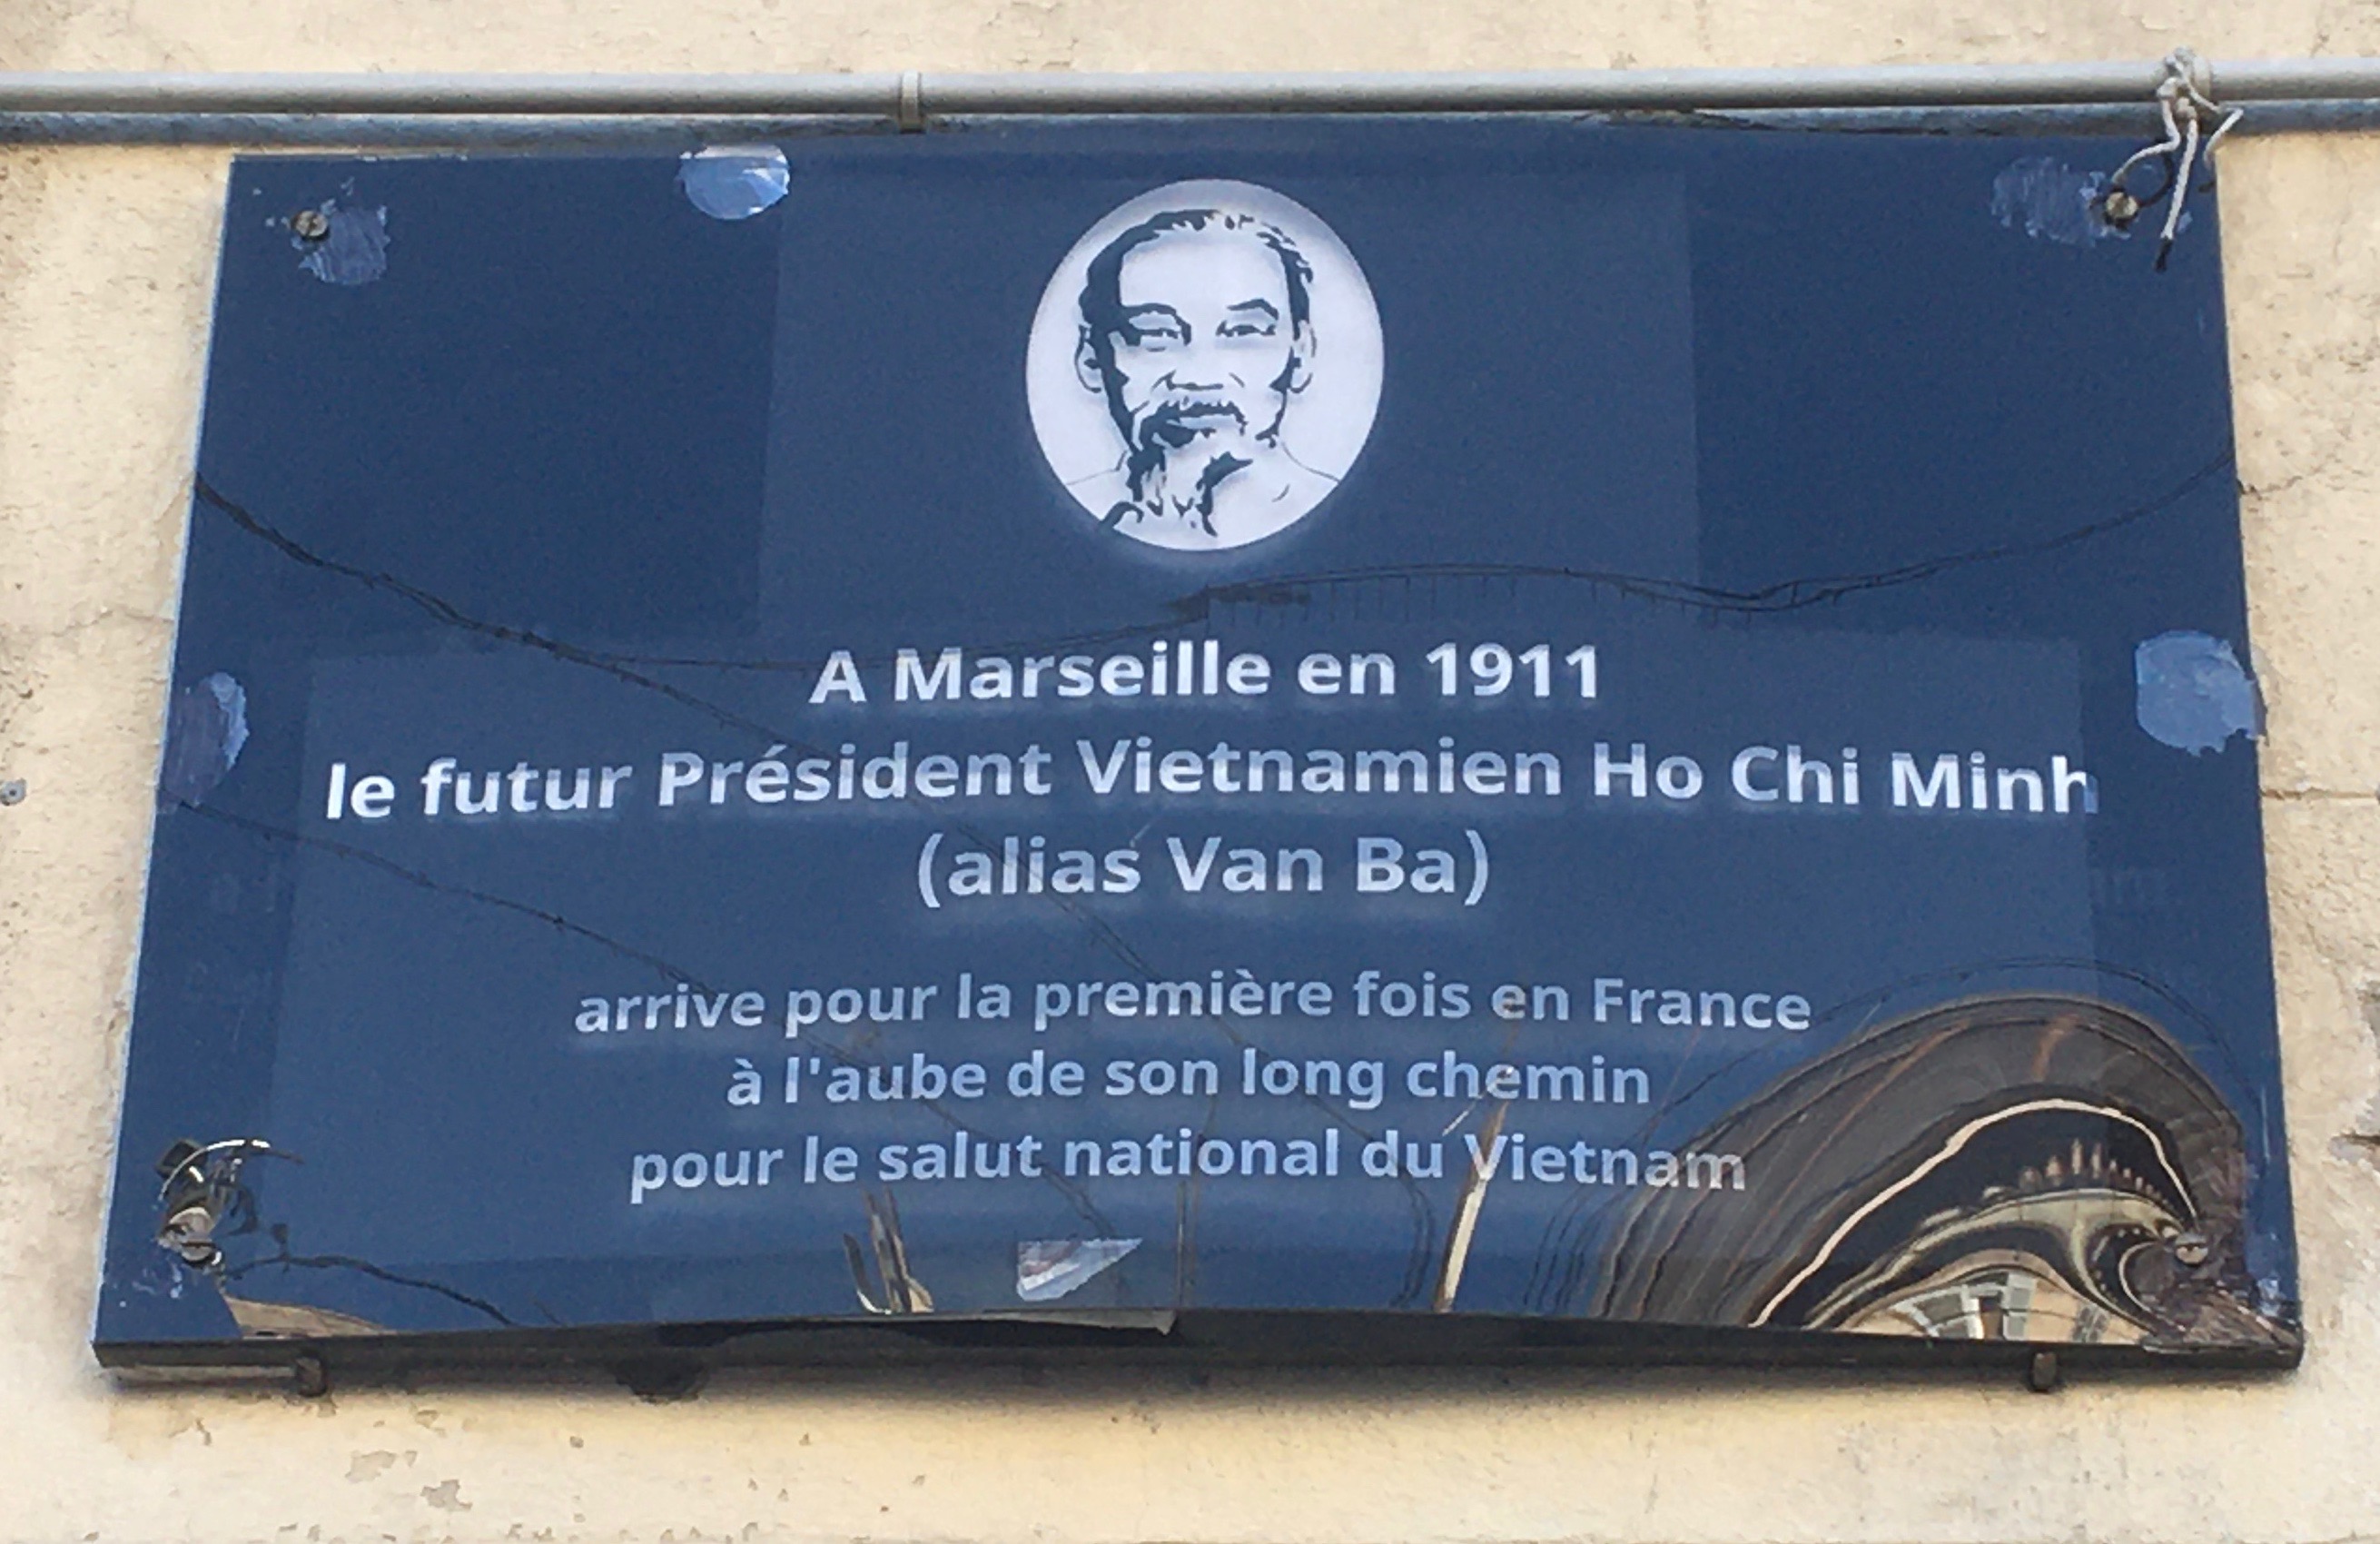 A Marseille en 1911
le futur Président Vietnamien Ho Chi Minh
(alias Van Ba)
arrive pour la première fois en France
à l'aube de son long chemin
pour le salut national du Vietnam